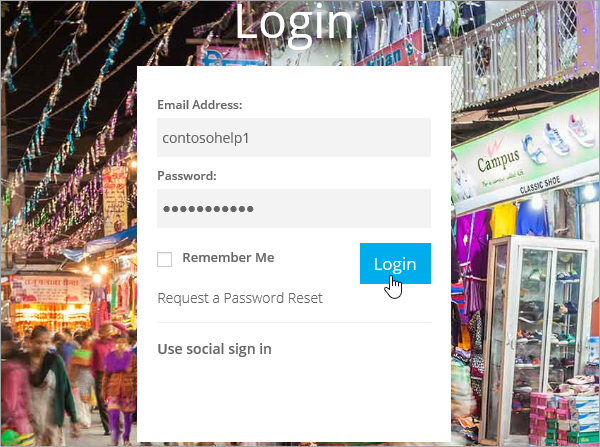 Login
Email Address:
contosohelp1
Password:
Remember Me
Login
Request a Password Reset
Use social sign in
Campus
CLASSIC SHOE